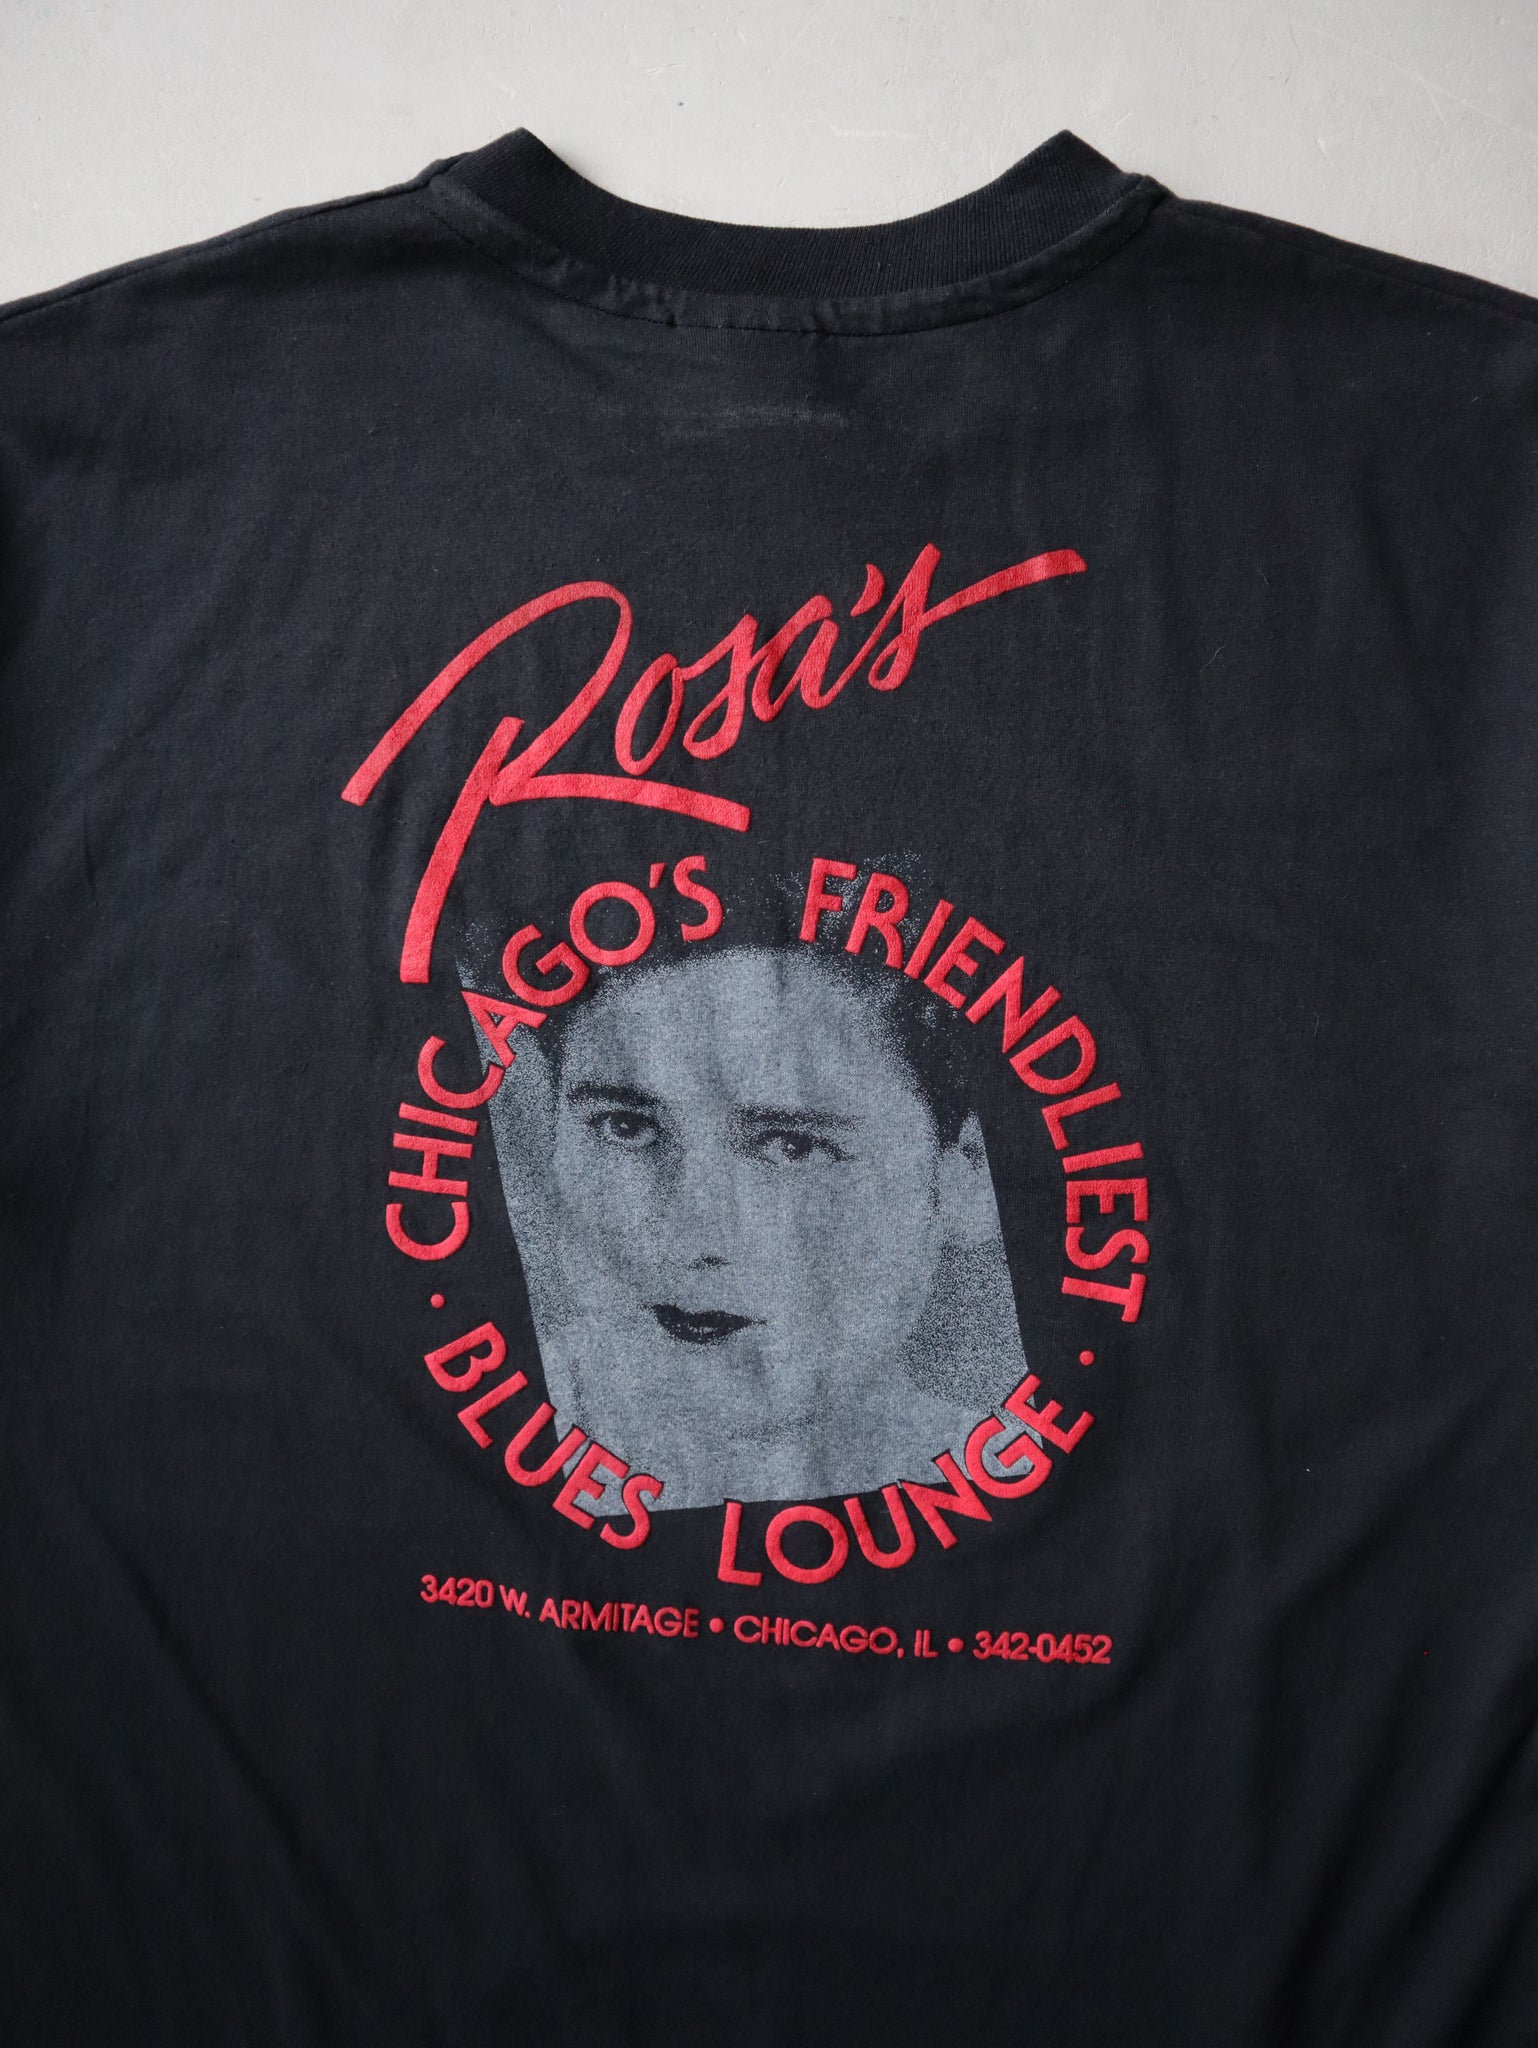 Rosa's
CHICAGO'S FRIENDLIEST
• BLUES LOUNGE •
3420 W. ARMITAGE • CHICAGO, IL • 342-0452